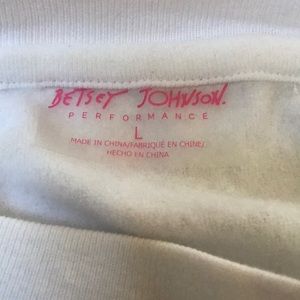 BETSEY JOHNSON.
PERFORMANCE
L
MADE IN CHINA/FABRIQUÉ EN CHINE/
HECHO EN CHINA